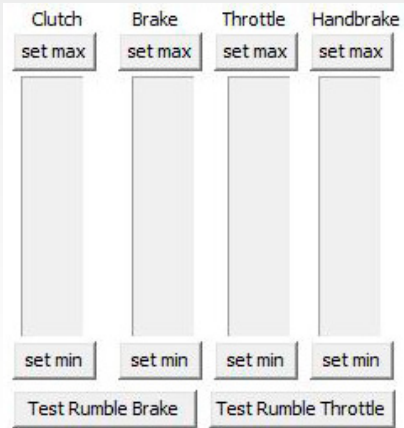 Clutch Brake Throttle Handbrake
set max set max set max set max
set min set min set min set min
Test Rumble Brake Test Rumble Throttle